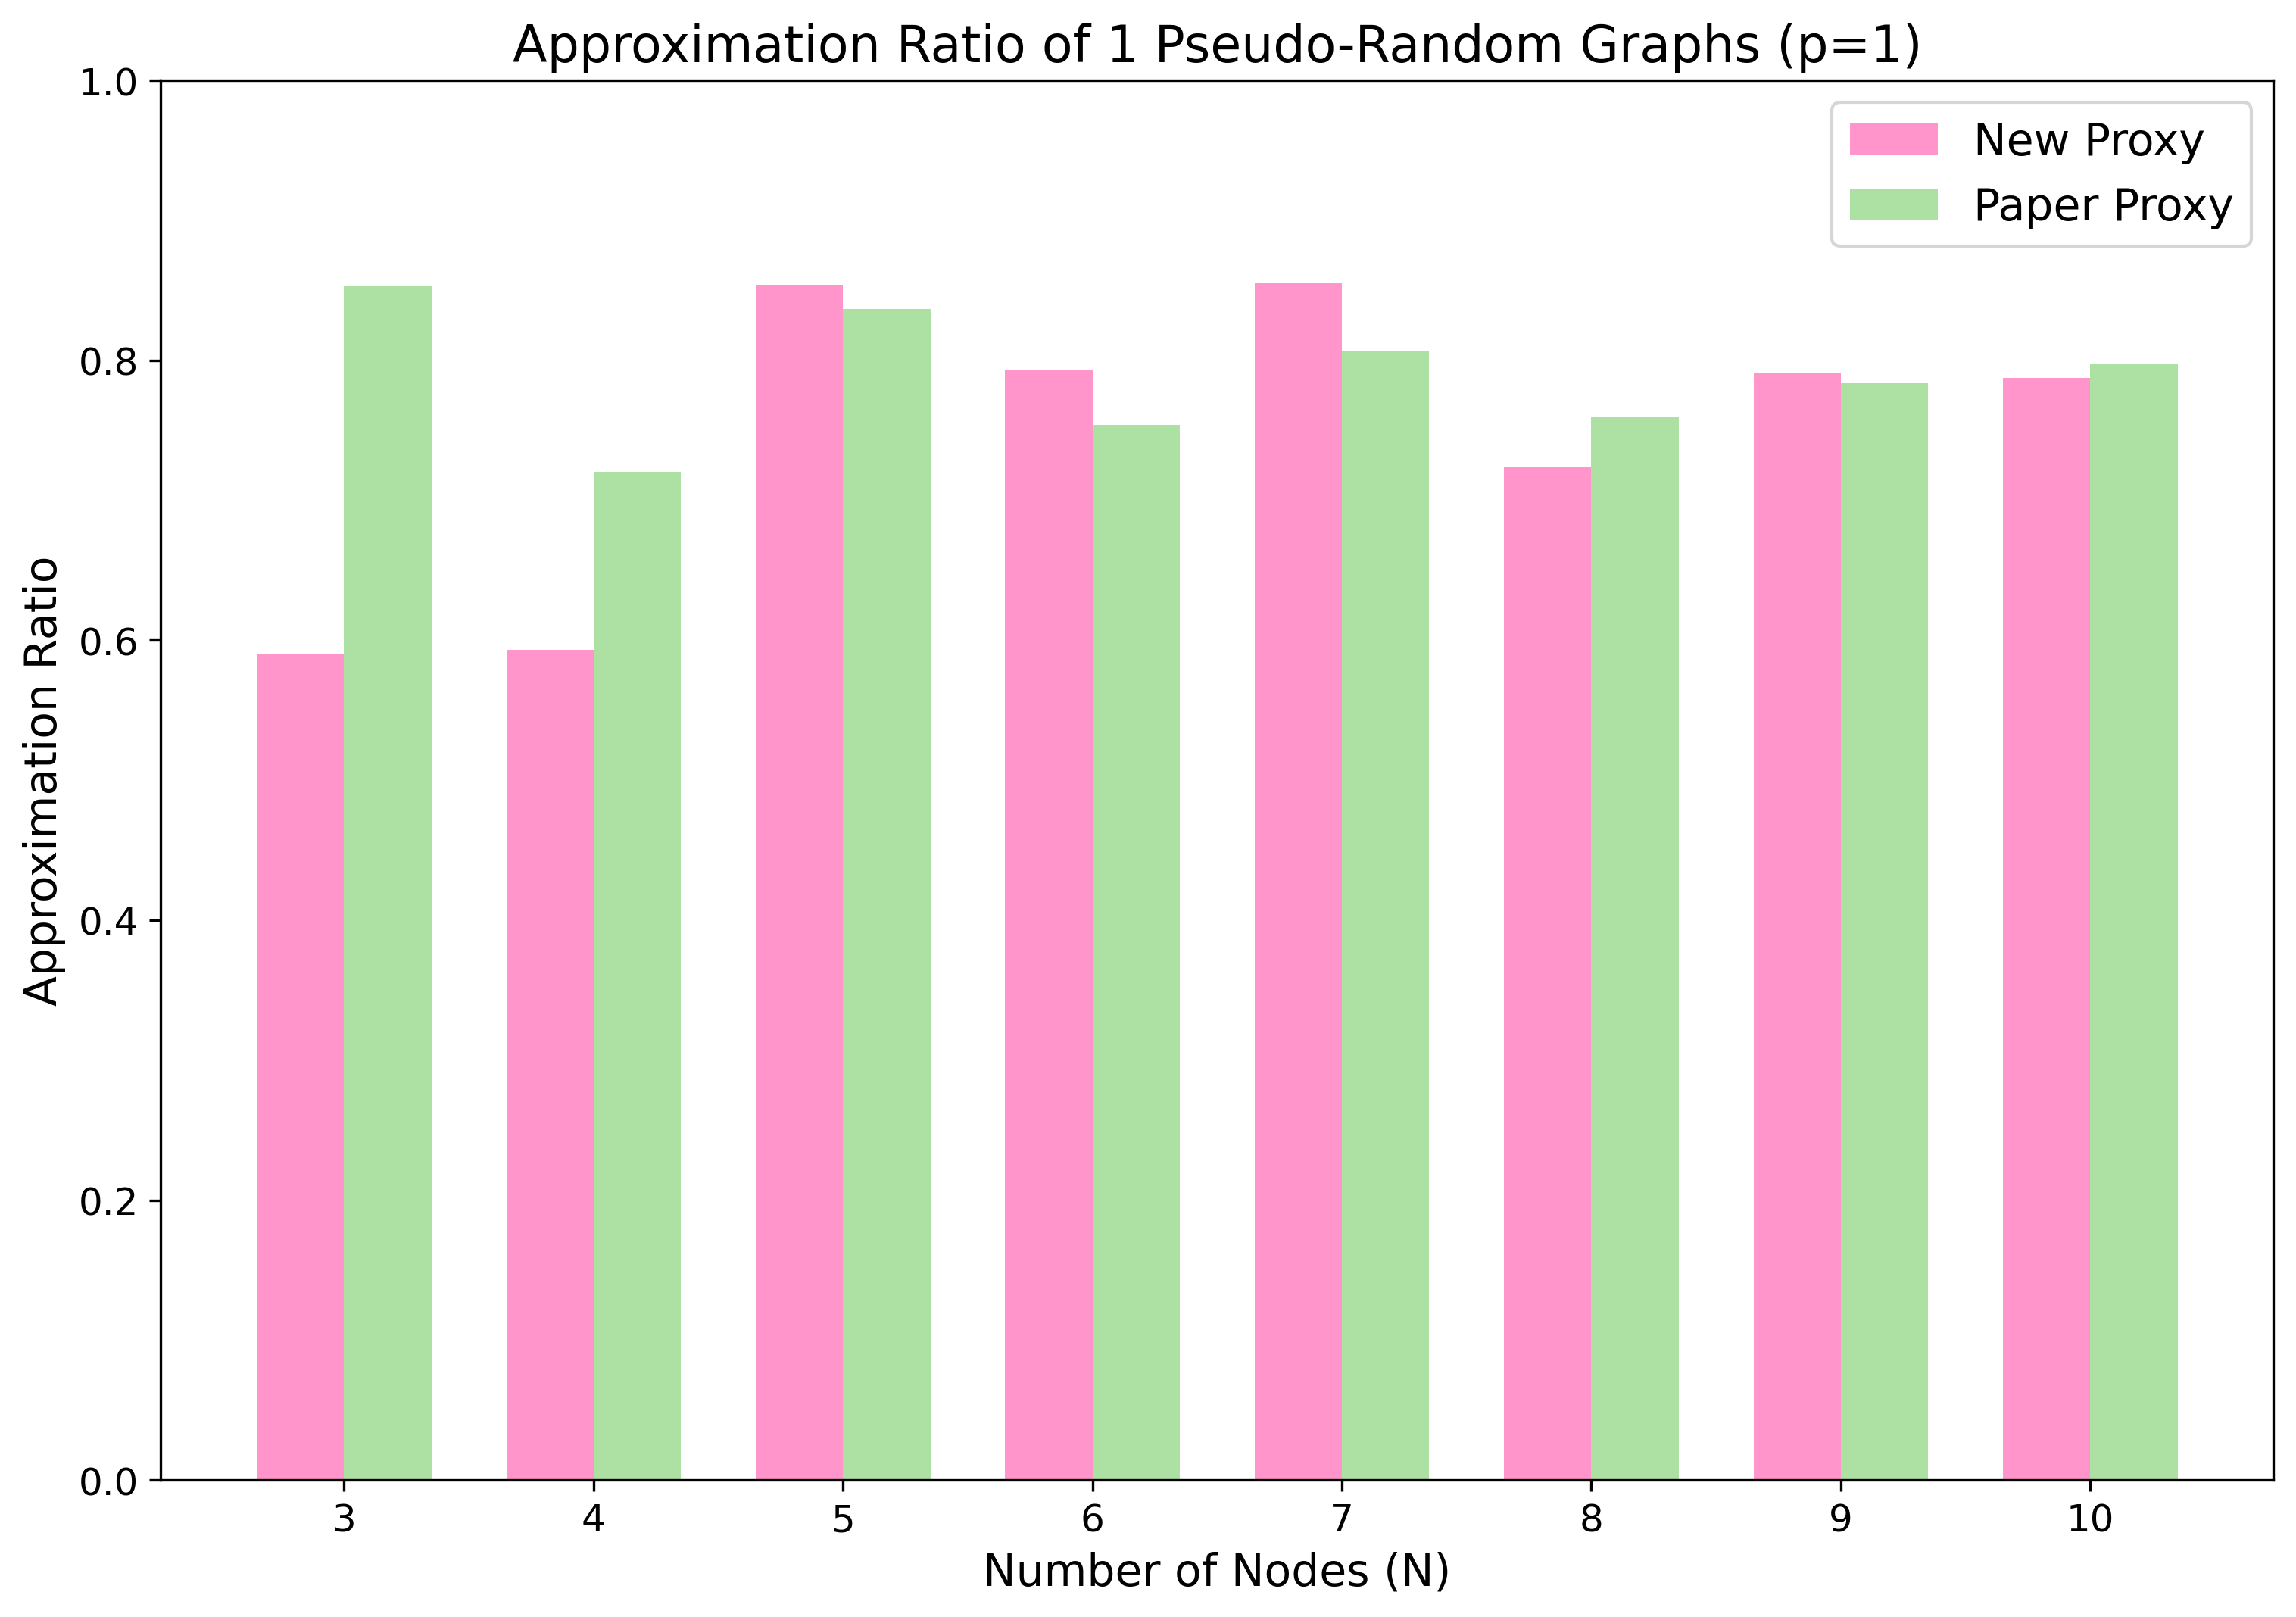 Approximation Ratio of 1 Pseudo-Random Graphs (p=1)
New Proxy
Paper Proxy
Approximation Ratio
1.0
0.8
0.6
0.4
0.2
0.0
3 4 5 6 7 8 9 10
Number of Nodes (N)